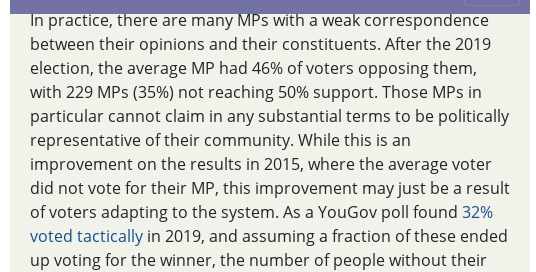 In practice, there are many MPs with a weak correspondence
between their opinions and their constituents. After the 2019
election, the average MP had 46% of voters opposing them,
with 229 MPs (35%) not reaching 50% support. Those MPs in
particular cannot claim in any substantial terms to be politically
representative of their community. While this is an
improvement on the results in 2015, where the average voter
did not vote for their MP, this improvement may just be a result
of voters adapting to the system. As a YouGov poll found 32%
voted tactically in 2019, and assuming a fraction of these ended
up voting for the winner, the number of people without their